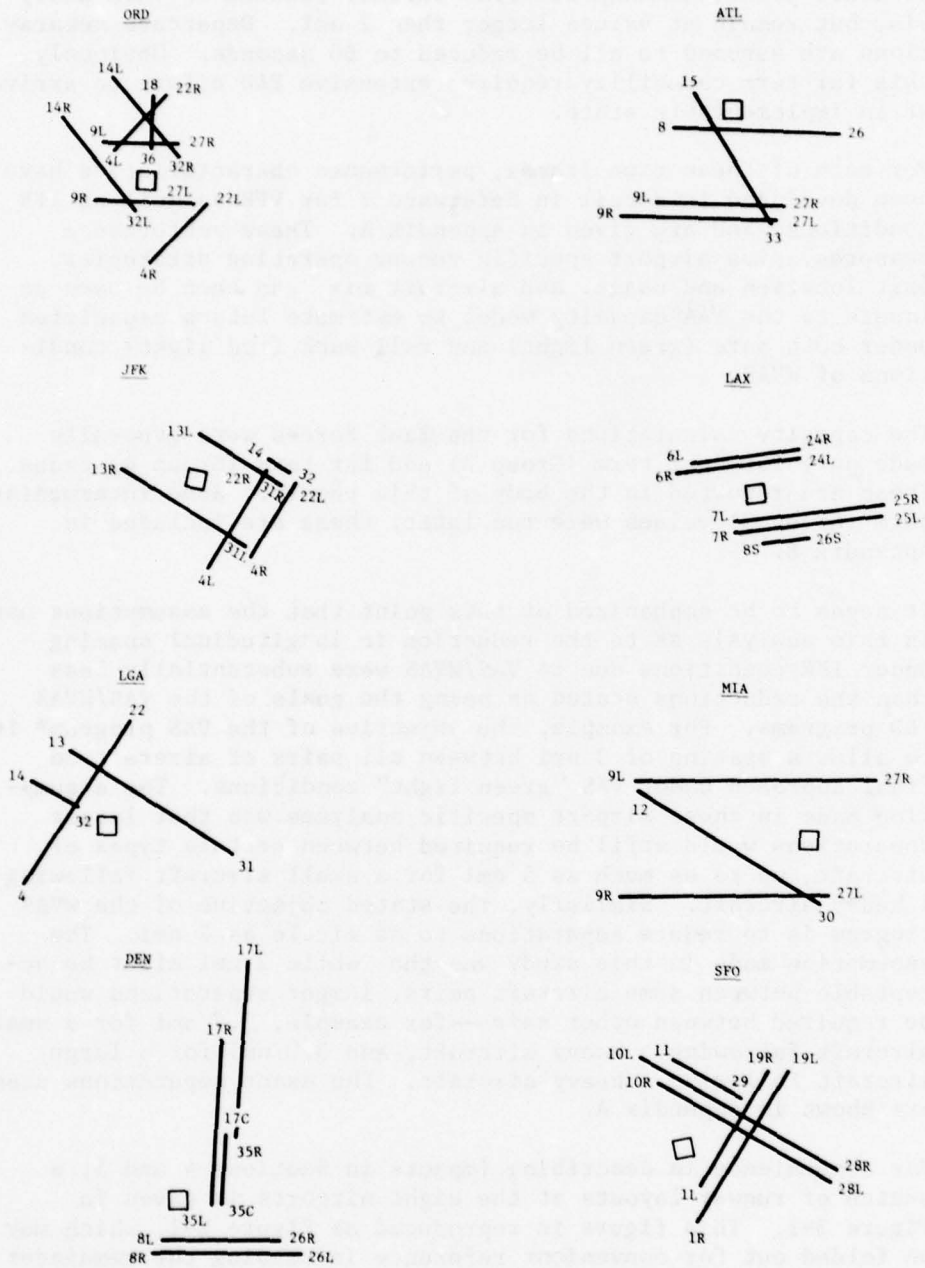 ORD
14L
18
22R
14R
9L
27R
4L
36
32R
27L
9R
22L
32L
4R
ATL
15
8
26
9L
27R
9R
27L
33
JFK
13L
14
13R
22R
31R
22L
31L
4L
4R
LAX
6L
24R
24L
6R
7L
25R
25L
7R
8S
26S
LGA
22
13
14
32
31
4
MIA
9L
27R
12
9R
27L
30
DEN
17L
17R
17C
35R
35L
35C
8L
26R
8R
26L
SFO
10L
11
19R
19L
10R
29
28R
28L
1L
1R